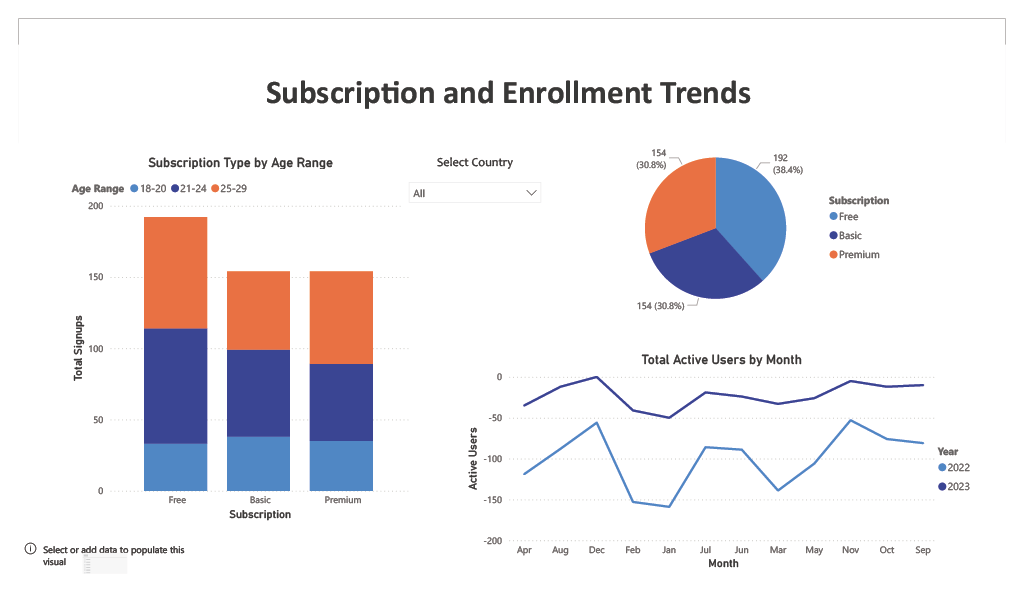 Subscription and Enrollment Trends
Subscription Type by Age Range
Age Range 18-20 21-24 25-29
200
150
100
50
0
Total Signups
Free Basic Premium
Subscription
Select Country
All
154
(30.8%)
192
(38.4%)
154 (30.8%)
Subscription
Free
Basic
Premium
Total Active Users by Month
0
-50
-100
-150
-200
Active Users
Apr Aug Dec Feb Jan Jul Jun Mar May Nov Oct Sep
Month
Year
2022
2023
Select or add data to populate this
visual